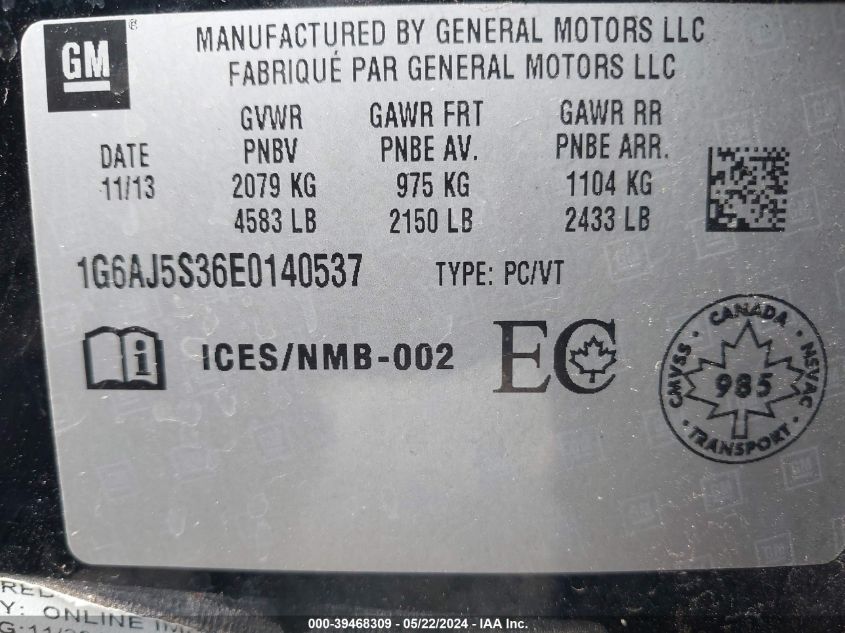 GM ®
MANUFACTURED BY GENERAL MOTORS LLC
FABRIQUÉ PAR GENERAL MOTORS LLC
GVWR GAWR FRT GAWR RR
DATE PNBV PNBE AV. PNBE ARR.
11/13 2079 KG 975 KG 1104 KG
4583 LB 2150 LB 2433 LB
1G6AJ5S36E0140537 TYPE: PC/VT
i ICES/NMB-002 EC
CANADA
CMVSS 985 NSVAC
TRANSPORT
Y: ONLINE
000-39468309 - 05/22/2024 - IAA Inc.